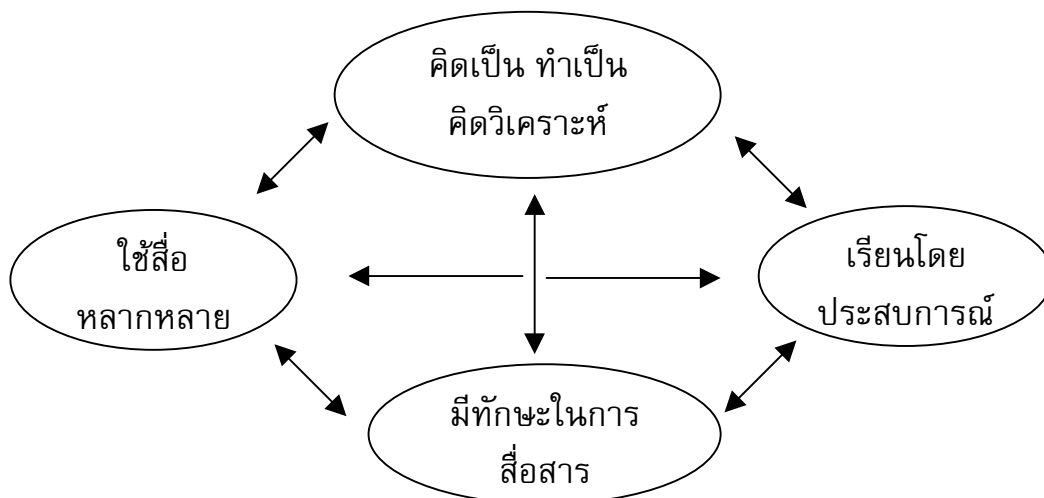 คิดเป็น ทำเป็น
คิดวิเคราะห์
ใช้สื่อ
หลากหลาย
เรียนโดย
ประสบการณ์
มีทักษะในการ
สื่อสาร